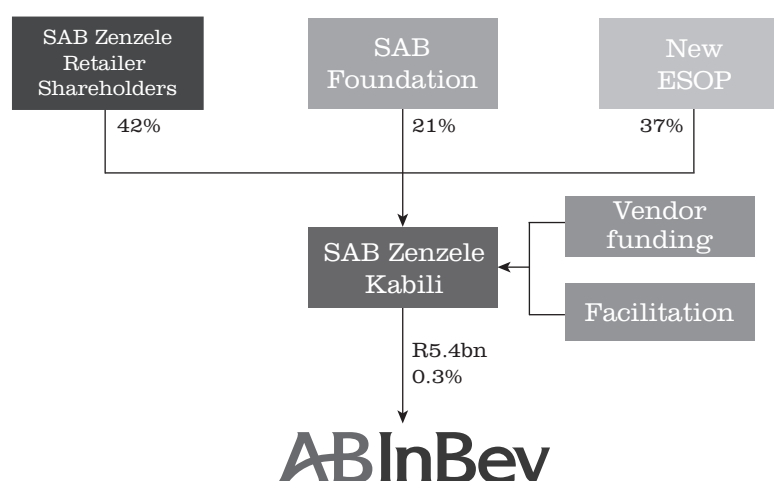 SAB Zenzele
Retailer
Shareholders
SAB
Foundation
New
ESOP
42%
21%
37%
SAB Zenzele
Kabili
Vendor
funding
Facilitation
R5.4bn
0.3%
ABInBev